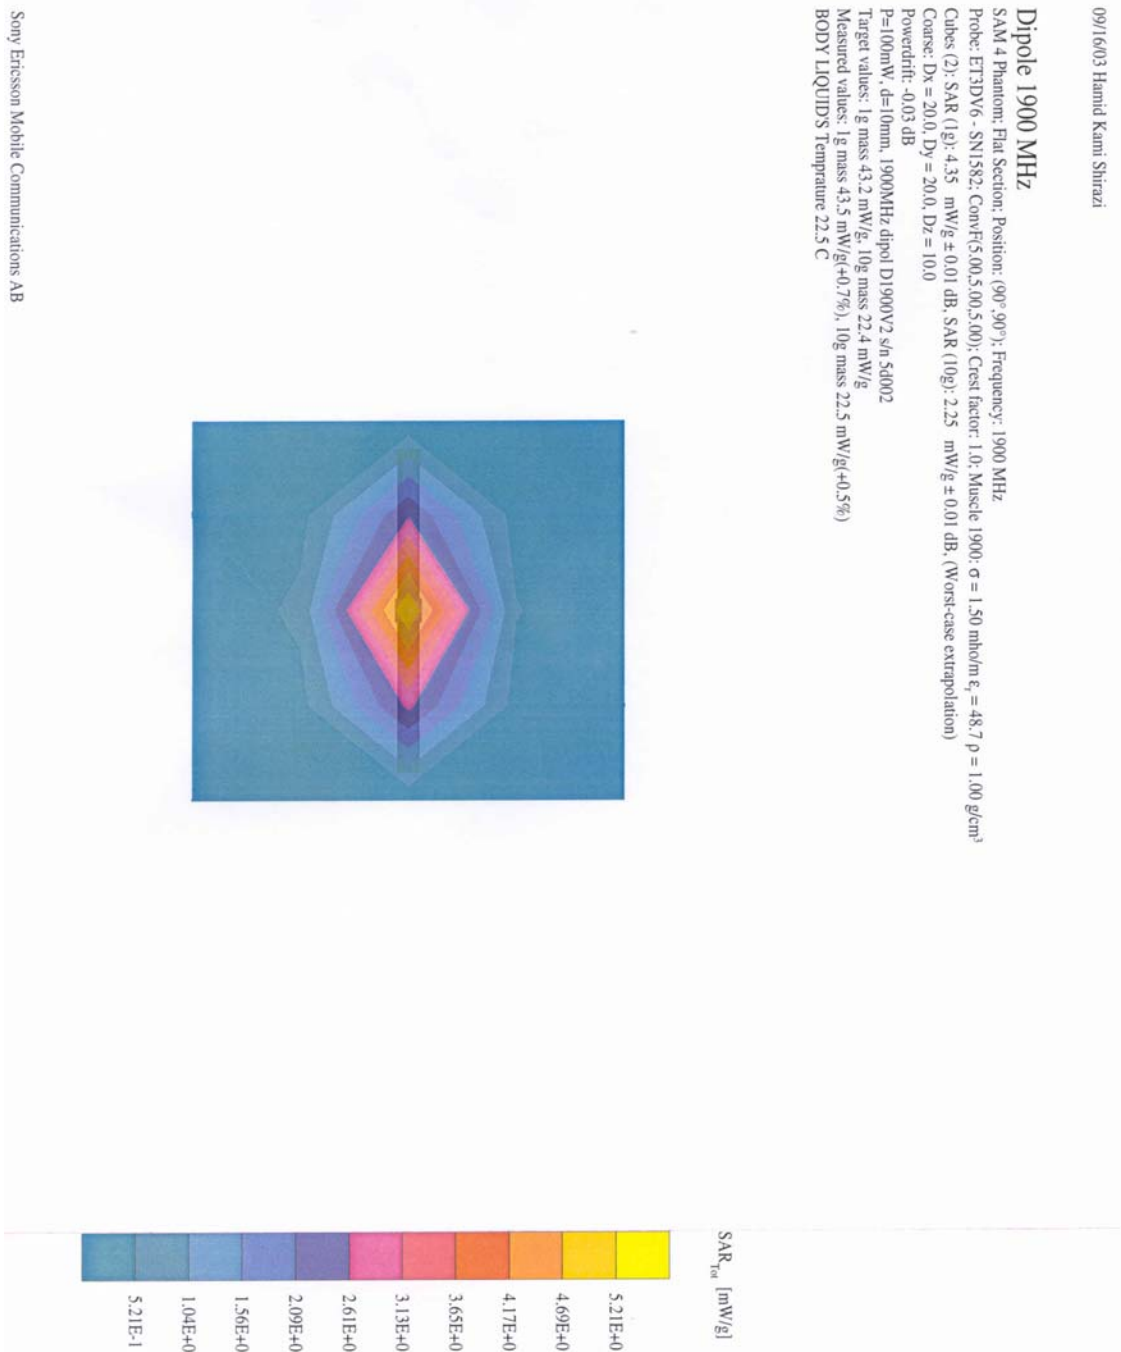 09/16/03 Hamid Kami Shirazi
Dipole 1900 MHz
SAM 4 Phantom; Flat Section; Position: (90°,90°); Frequency: 1900 MHz
Probe: ET3DV6 - SN1582; ConvF(5.00,5.00,5.00); Crest factor: 1.0; Muscle 1900: σ = 1.50 mho/m εr = 48.7 ρ = 1.00 g/cm³
Cubes (2): SAR (1g): 4.35 mW/g ± 0.01 dB, SAR (10g): 2.25 mW/g ± 0.01 dB, (Worst-case extrapolation)
Coarse: Dx = 20.0, Dy = 20.0, Dz = 10.0
Powerdrift: -0.03 dB
P=100mW, d=10mm, 1900MHz dipol D1900V2 s/n 5d002
Target values: 1g mass 43.2 mW/g, 10g mass 22.4 mW/g
Measured values: 1g mass 43.5 mW/g(+0.7%), 10g mass 22.5 mW/g(+0.5%)
BODY LIQUID'S Temprature 22.5 C
SARTot [mW/g]
5.21E+0
4.69E+0
4.17E+0
3.65E+0
3.13E+0
2.61E+0
2.09E+0
1.56E+0
1.04E+0
5.21E-1
Sony Ericsson Mobile Communications AB